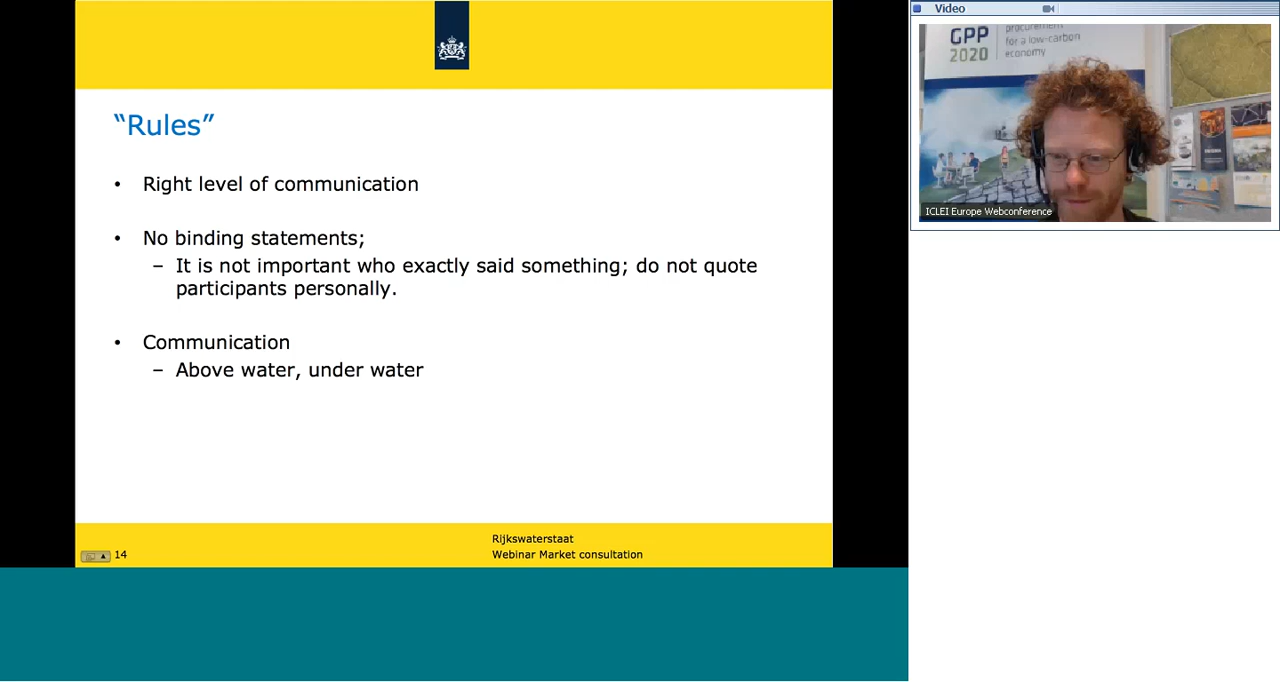 “Rules”
• Right level of communication
• No binding statements;
– It is not important who exactly said something; do not quote
participants personally.
• Communication
– Above water, under water
14
Rijkswaterstaat
Webinar Market consultation
Video
GPP
2020
procurement
for a low-carbon
economy
ICLEI Europe Webconference